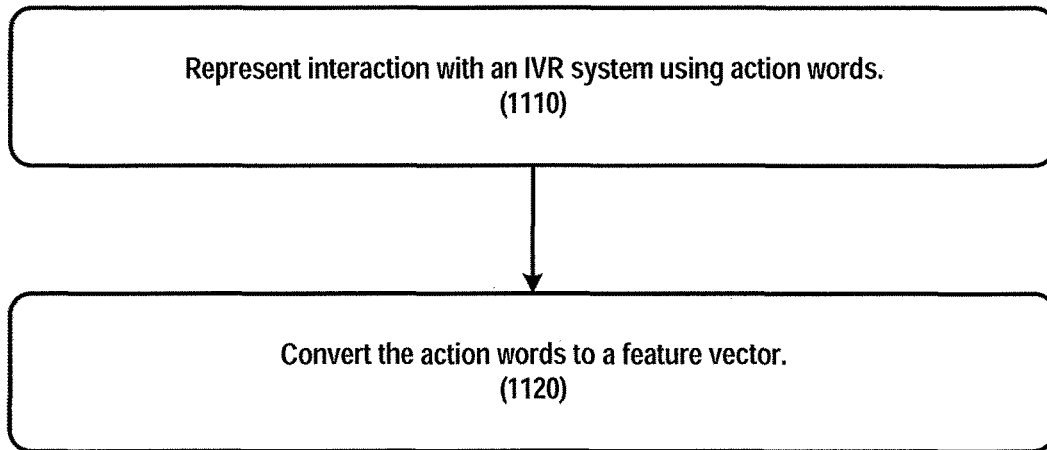 Represent interaction with an IVR system using action words.
(1110)
Convert the action words to a feature vector.
(1120)